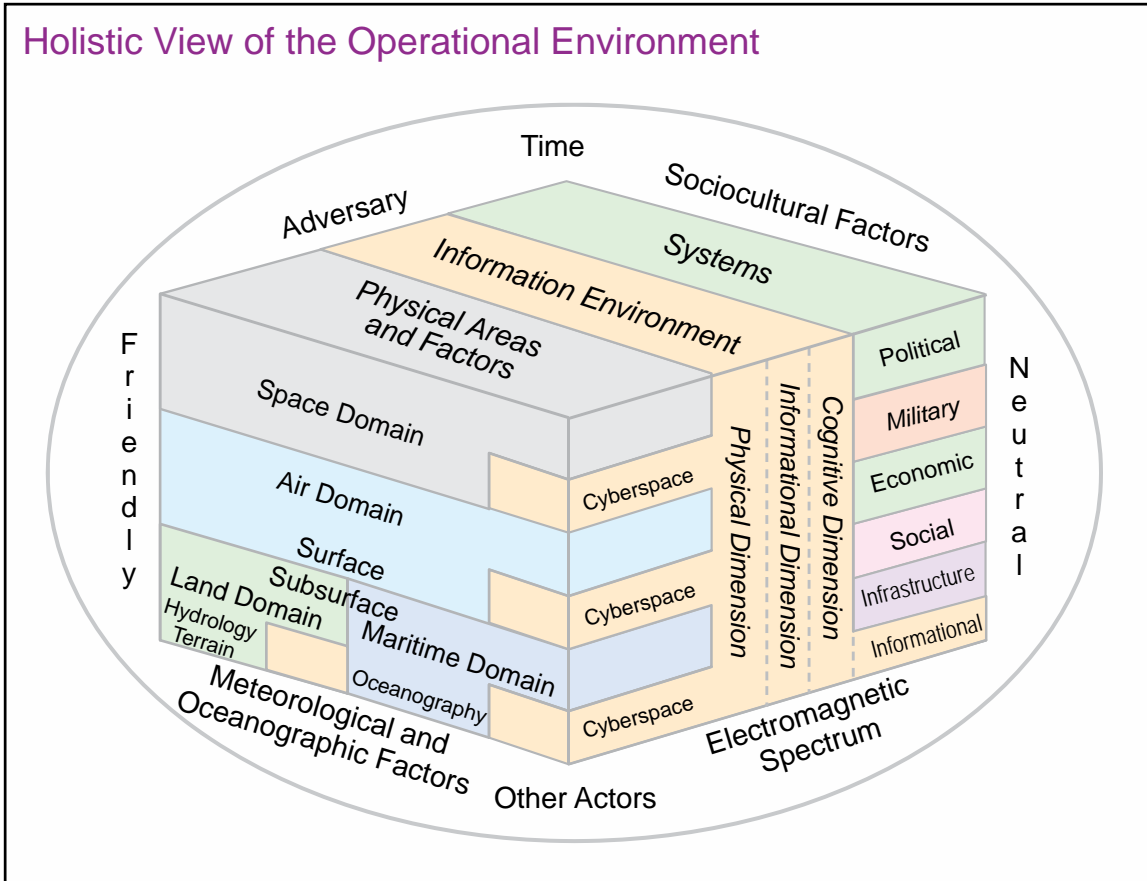 Holistic View of the Operational Environment
Time
Adversary
Sociocultural Factors
Systems
Information Environment
Physical Areas
and Factors
Friendly
Space Domain
Air Domain
Surface
Subsurface
Land Domain
Hydrology
Terrain
Maritime Domain
Oceanography
Cyberspace
Cyberspace
Cyberspace
Physical Dimension
Informational Dimension
Cognitive Dimension
Political
Military
Economic
Social
Infrastructure
Informational
Neutral
Meteorological and
Oceanographic Factors
Electromagnetic
Spectrum
Other Actors